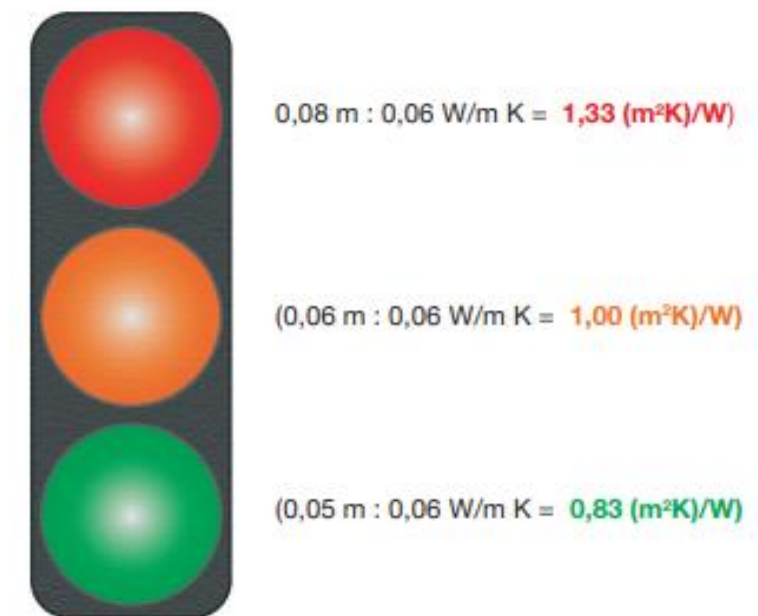 0,08 m : 0,06 W/m K = 1,33 (m²K)/W)
(0,06 m : 0,06 W/m K = 1,00 (m²K)/W)
(0,05 m : 0,06 W/m K = 0,83 (m²K)/W)